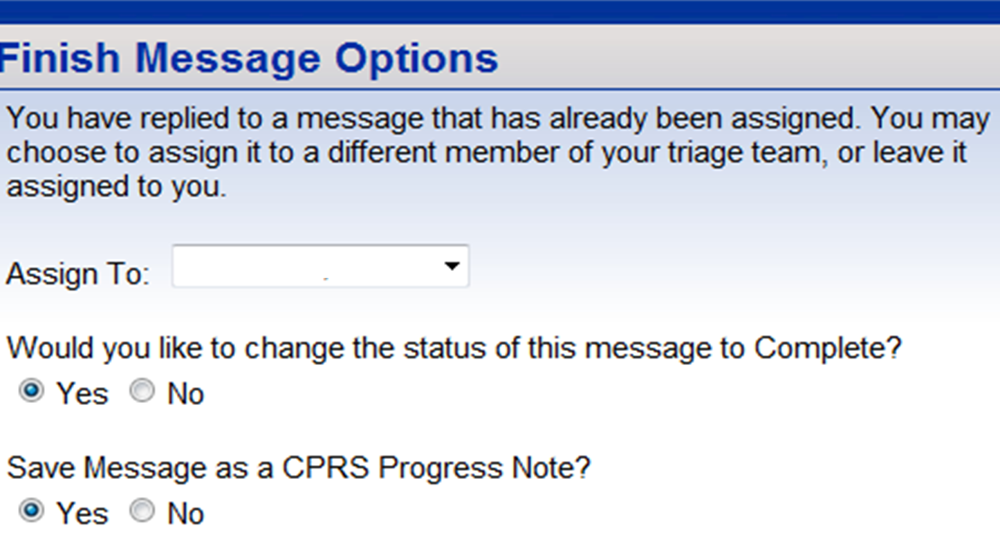 Finish Message Options
You have replied to a message that has already been assigned. You may
choose to assign it to a different member of your triage team, or leave it
assigned to you.
Assign To:
Would you like to change the status of this message to Complete?
Yes No
Save Message as a CPRS Progress Note?
Yes No